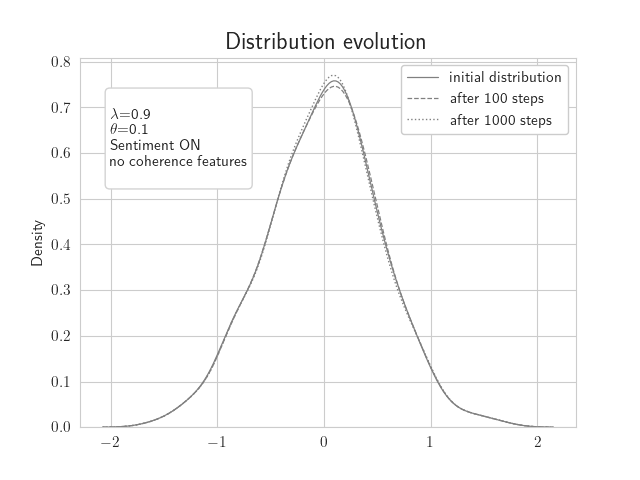 Distribution evolution
initial distribution
after 100 steps
after 1000 steps
λ=0.9
θ=0.1
Sentiment ON
no coherence features
Density
0.8
0.7
0.6
0.5
0.4
0.3
0.2
0.1
0.0
−2 −1 0 1 2